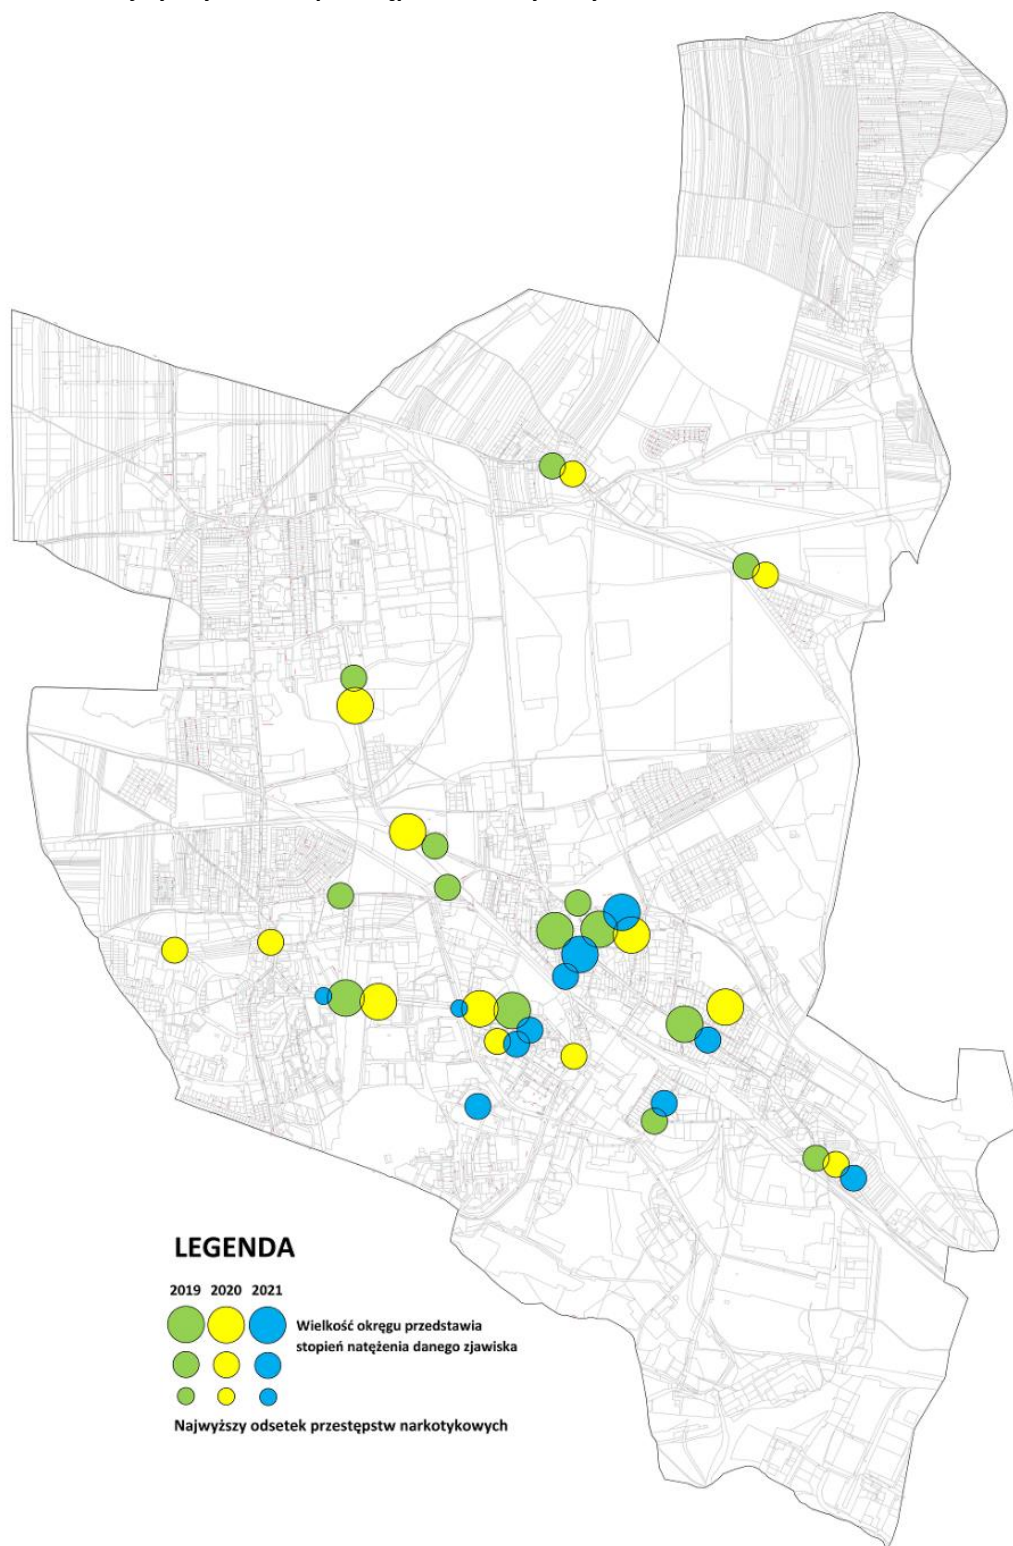 LEGENDA
2019 2020 2021
Wielkość okręgu przedstawia
stopień natężenia danego zjawiska
Najwyższy odsetek przestępstw narkotykowych